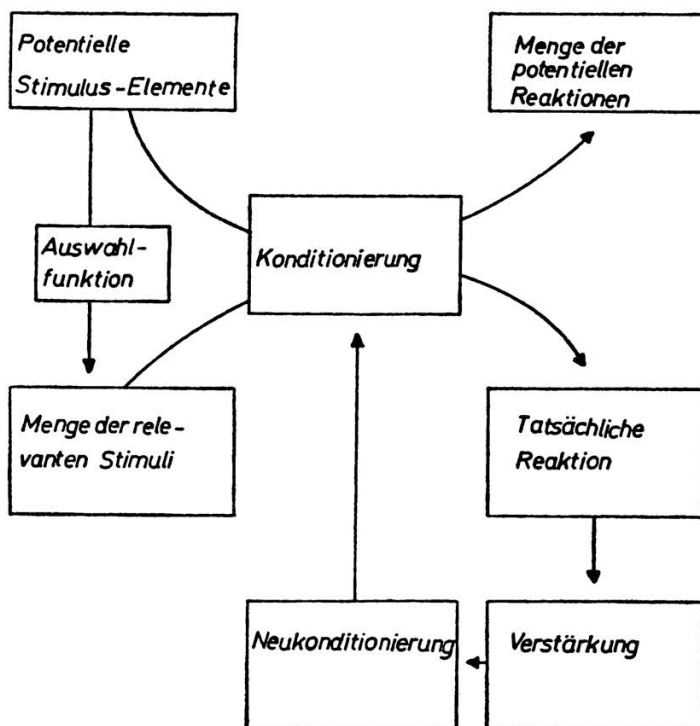 Potentielle
Stimulus-Elemente
Menge der
potentiellen
Reaktionen
Auswahl-
funktion
Konditionierung
Menge der rele-
vanten Stimuli
Tatsächliche
Reaktion
Neukonditionierung
Verstärkung